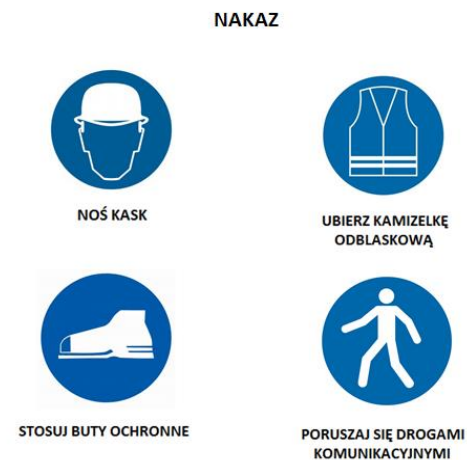 NAKAZ
NOŚ KASK
UBIERZ KAMIZELKĘ
ODBLASKOWĄ
STOSUJ BUTY OCHRONNE
PORUSZAJ SIĘ DROGAMI
KOMUNIKACYJNYMI